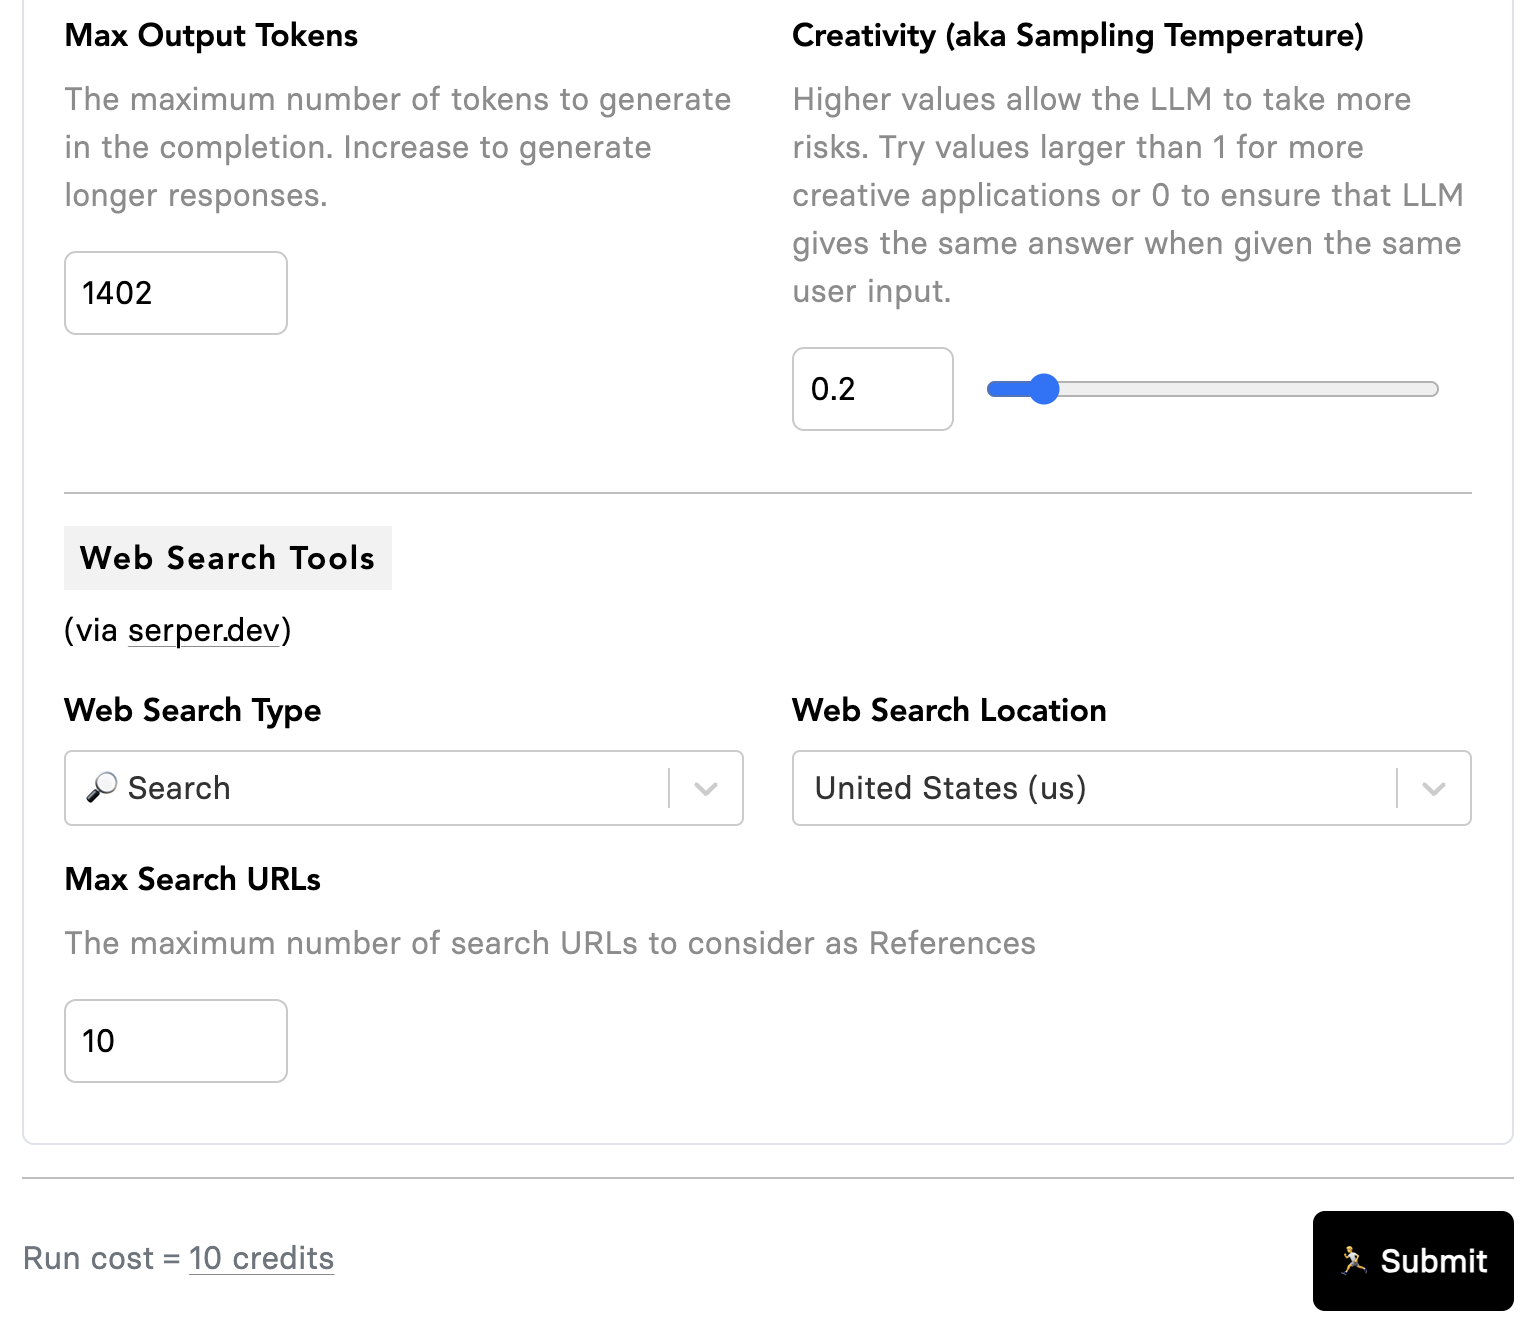 Max Output Tokens
The maximum number of tokens to generate
in the completion. Increase to generate
longer responses.
1402
Creativity (aka Sampling Temperature)
Higher values allow the LLM to take more
risks. Try values larger than 1 for more
creative applications or 0 to ensure that LLM
gives the same answer when given the same
user input.
0.2
Web Search Tools
(via serper.dev)
Web Search Type
🔎 Search
Web Search Location
United States (us)
Max Search URLs
The maximum number of search URLs to consider as References
10
Run cost = 10 credits
🏃 Submit